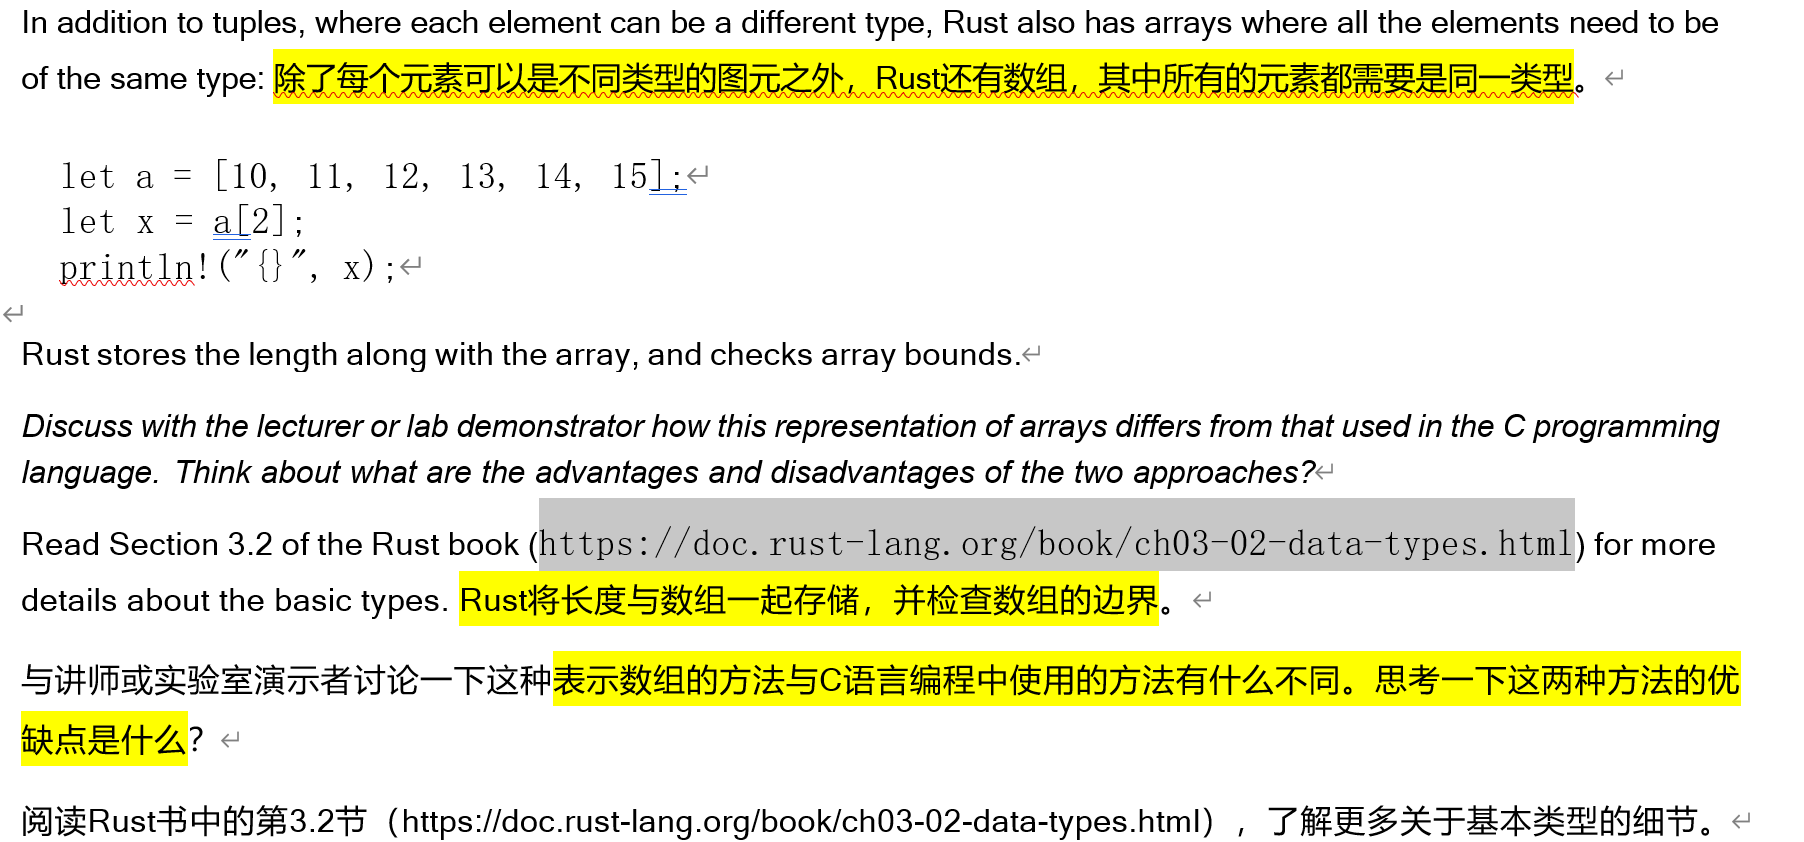 In addition to tuples, where each element can be a different type, Rust also has arrays where all the elements need to be
of the same type: 除了每个元素可以是不同类型的图元之外，Rust还有数组，其中所有的元素都需要是同一类型。
let a = [10, 11, 12, 13, 14, 15];
let x = a[2];
println!("{}", x);
Rust stores the length along with the array, and checks array bounds.
Discuss with the lecturer or lab demonstrator how this representation of arrays differs from that used in the C programming
language. Think about what are the advantages and disadvantages of the two approaches?
Read Section 3.2 of the Rust book (https://doc.rust-lang.org/book/ch03-02-data-types.html) for more
details about the basic types. Rust将长度与数组一起存储，并检查数组的边界。
与讲师或实验室演示者讨论一下这种表示数组的方法与C语言编程中使用的方法有什么不同。思考一下这两种方法的优
缺点是什么？
阅读Rust书中的第3.2节（https://doc.rust-lang.org/book/ch03-02-data-types.html），了解更多关于基本类型的细节。